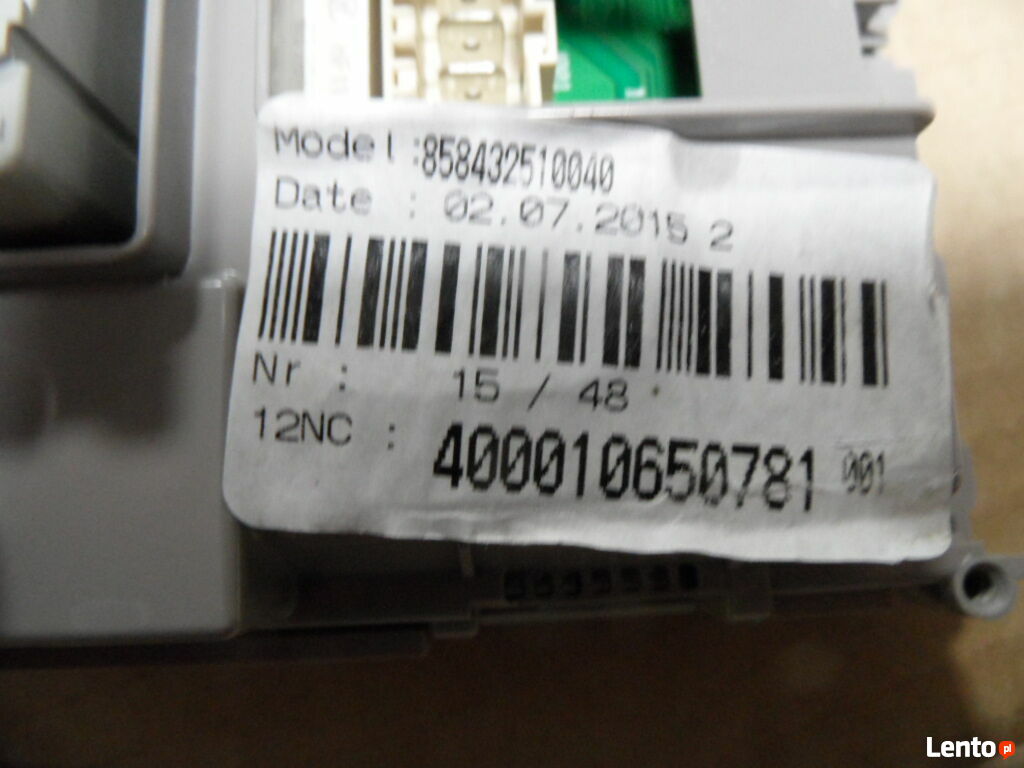 Model :858432510040
Date : 02.07.2015 2
Nr : 15 / 48
12NC : 400010650781 001
Lento pl